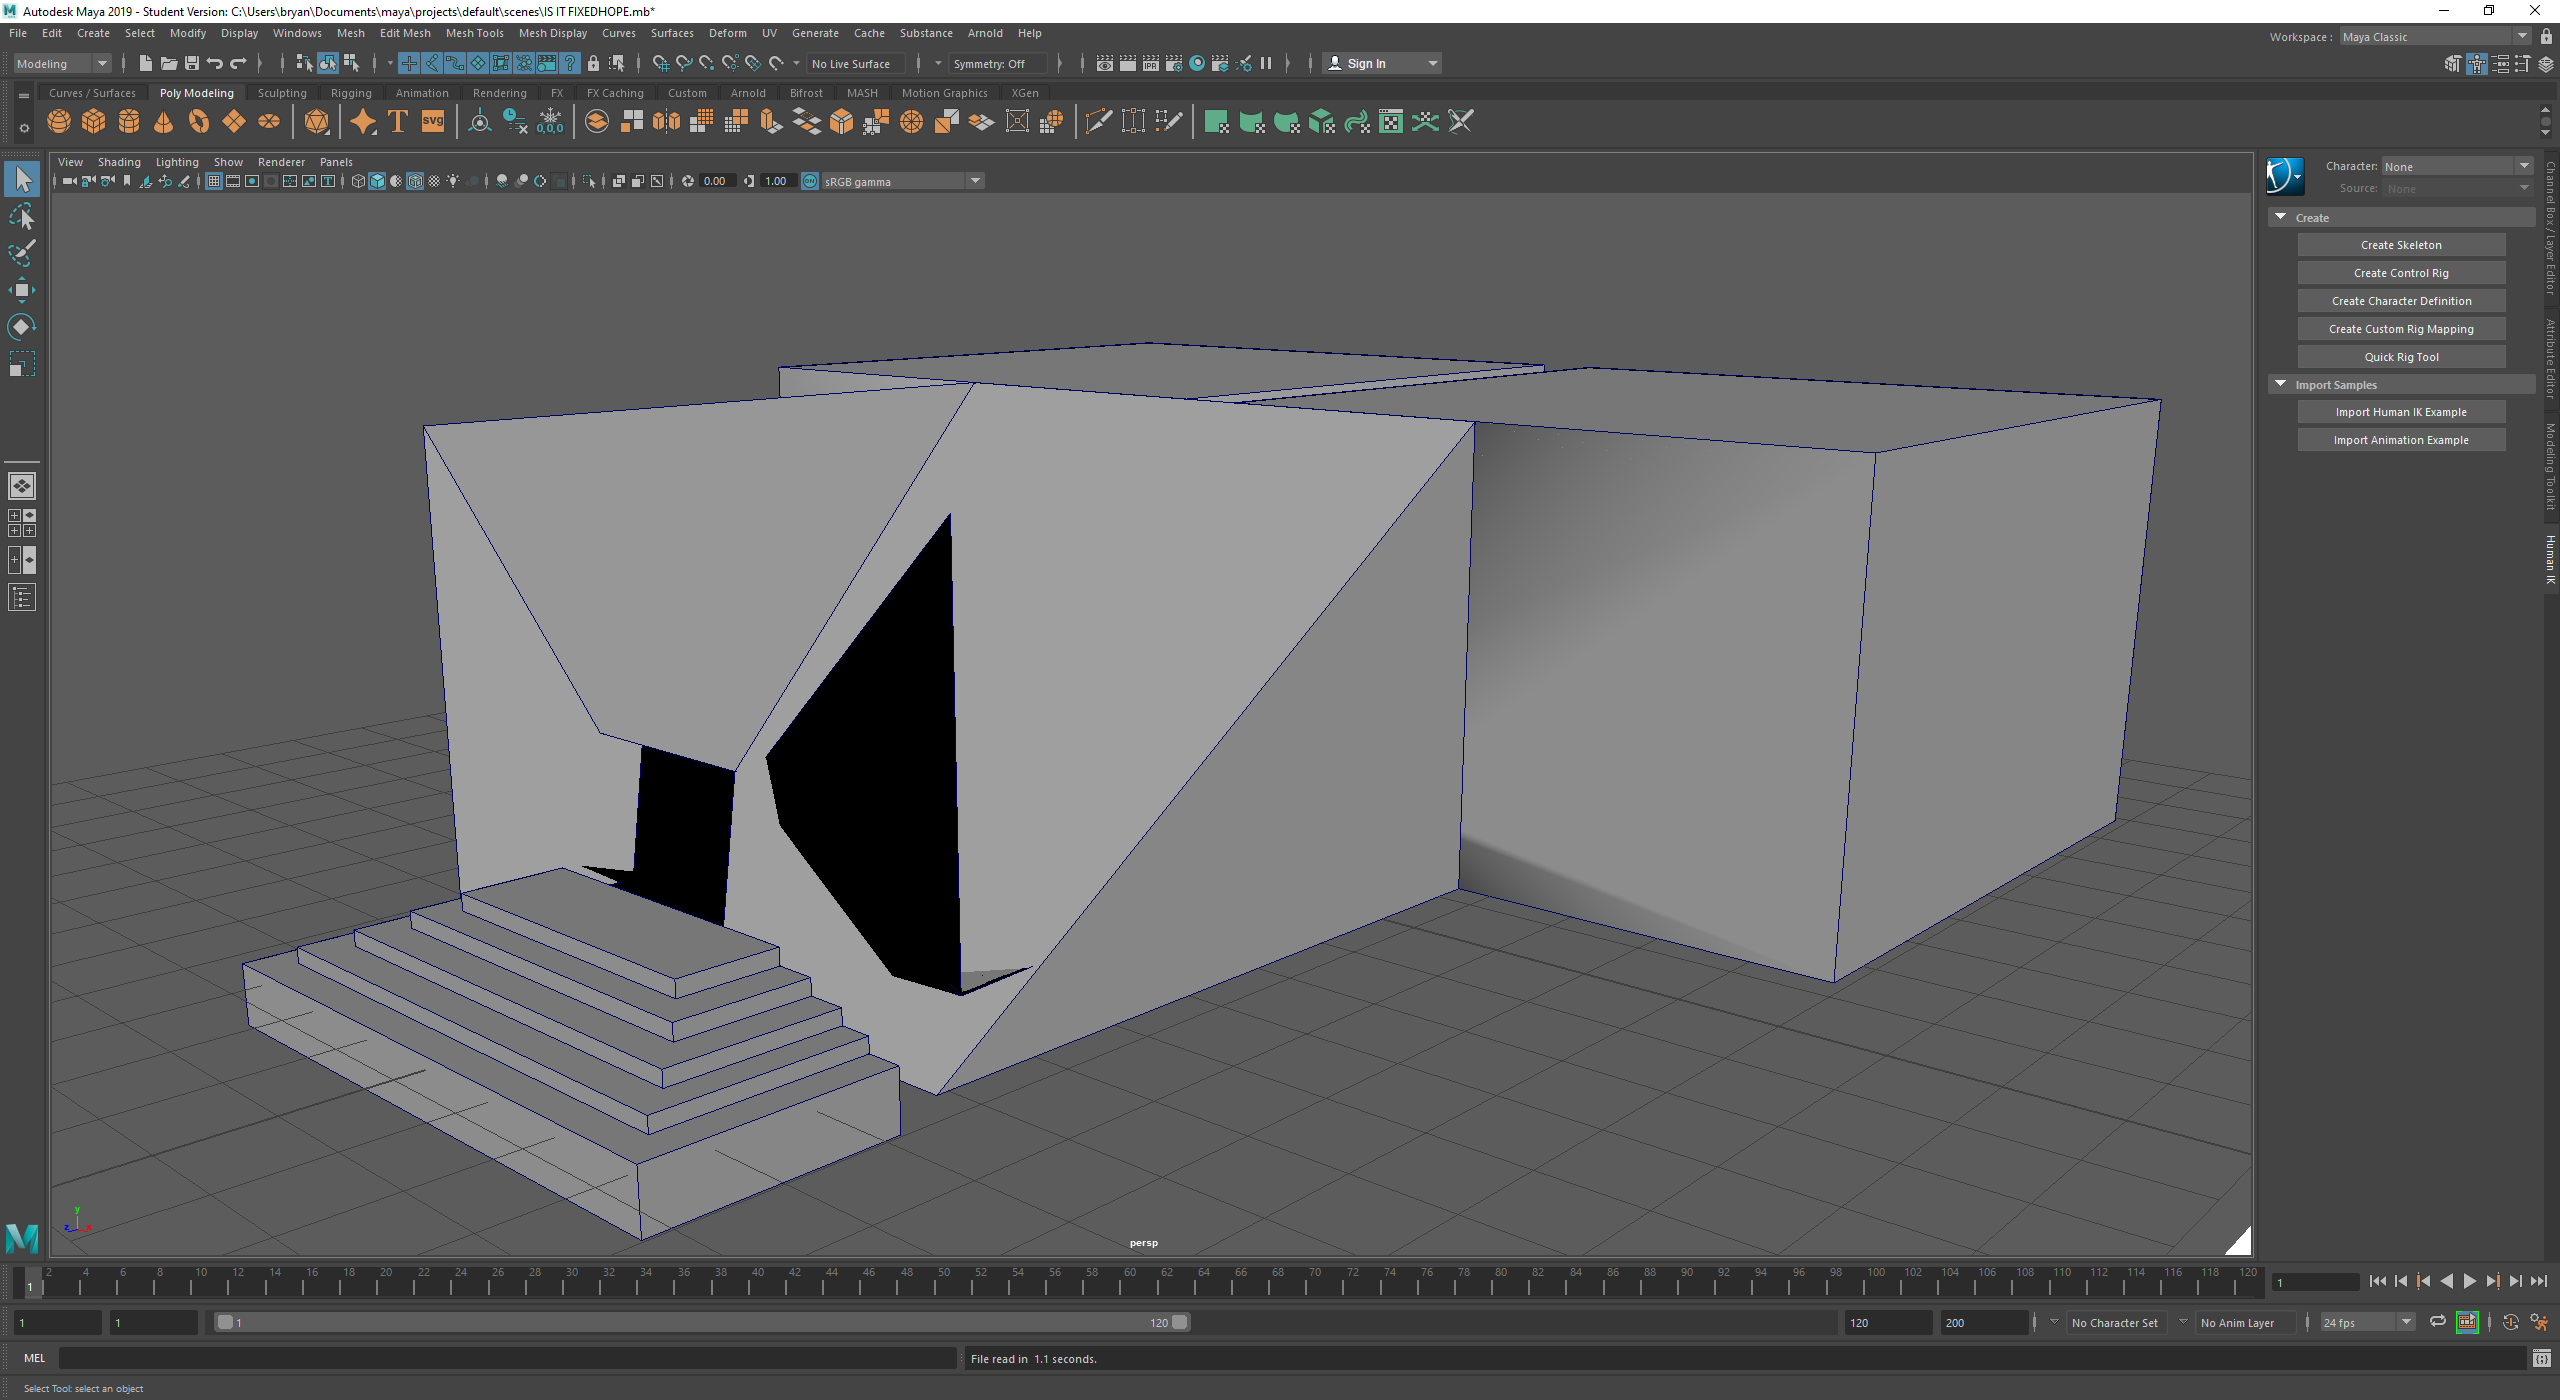 Autodesk Maya 2019 - Student Version: C:\Users\bryan\Documents\maya\projects\default\scenes\IS IT FIXEDHOPE.mb*
File Edit Create Select Modify Display Windows Mesh Edit Mesh Mesh Tools Mesh Display Curves Surfaces Deform UV Generate Cache Substance Arnold Help
Workspace : Maya Classic
Modeling No Live Surface Symmetry: Off IPR Sign In
Curves / Surfaces Poly Modeling Sculpting Rigging Animation Rendering FX FX Caching Custom Arnold Bifrost MASH Motion Graphics XGen
T SVG 0,0,0
View Shading Lighting Show Renderer Panels
0.00 1.00 ON sRGB gamma
Character: None
Source: None
Create
Create Skeleton
Create Control Rig
Create Character Definition
Create Custom Rig Mapping
Quick Rig Tool
Import Samples
Import Human IK Example
Import Animation Example
Channel Box / Layer Editor
Attribute Editor
Modeling Toolkit
Human IK
y
z x
persp
1 2 4 6 8 10 12 14 16 18 20 22 24 26 28 30 32 34 36 38 40 42 44 46 48 50 52 54 56 58 60 62 64 66 68 70 72 74 76 78 80 82 84 86 88 90 92 94 96 98 100 102 104 106 108 110 112 114 116 118 120 1
1 1 1 120 120 200 No Character Set No Anim Layer 24 fps
MEL File read in 1.1 seconds.
Select Tool: select an object